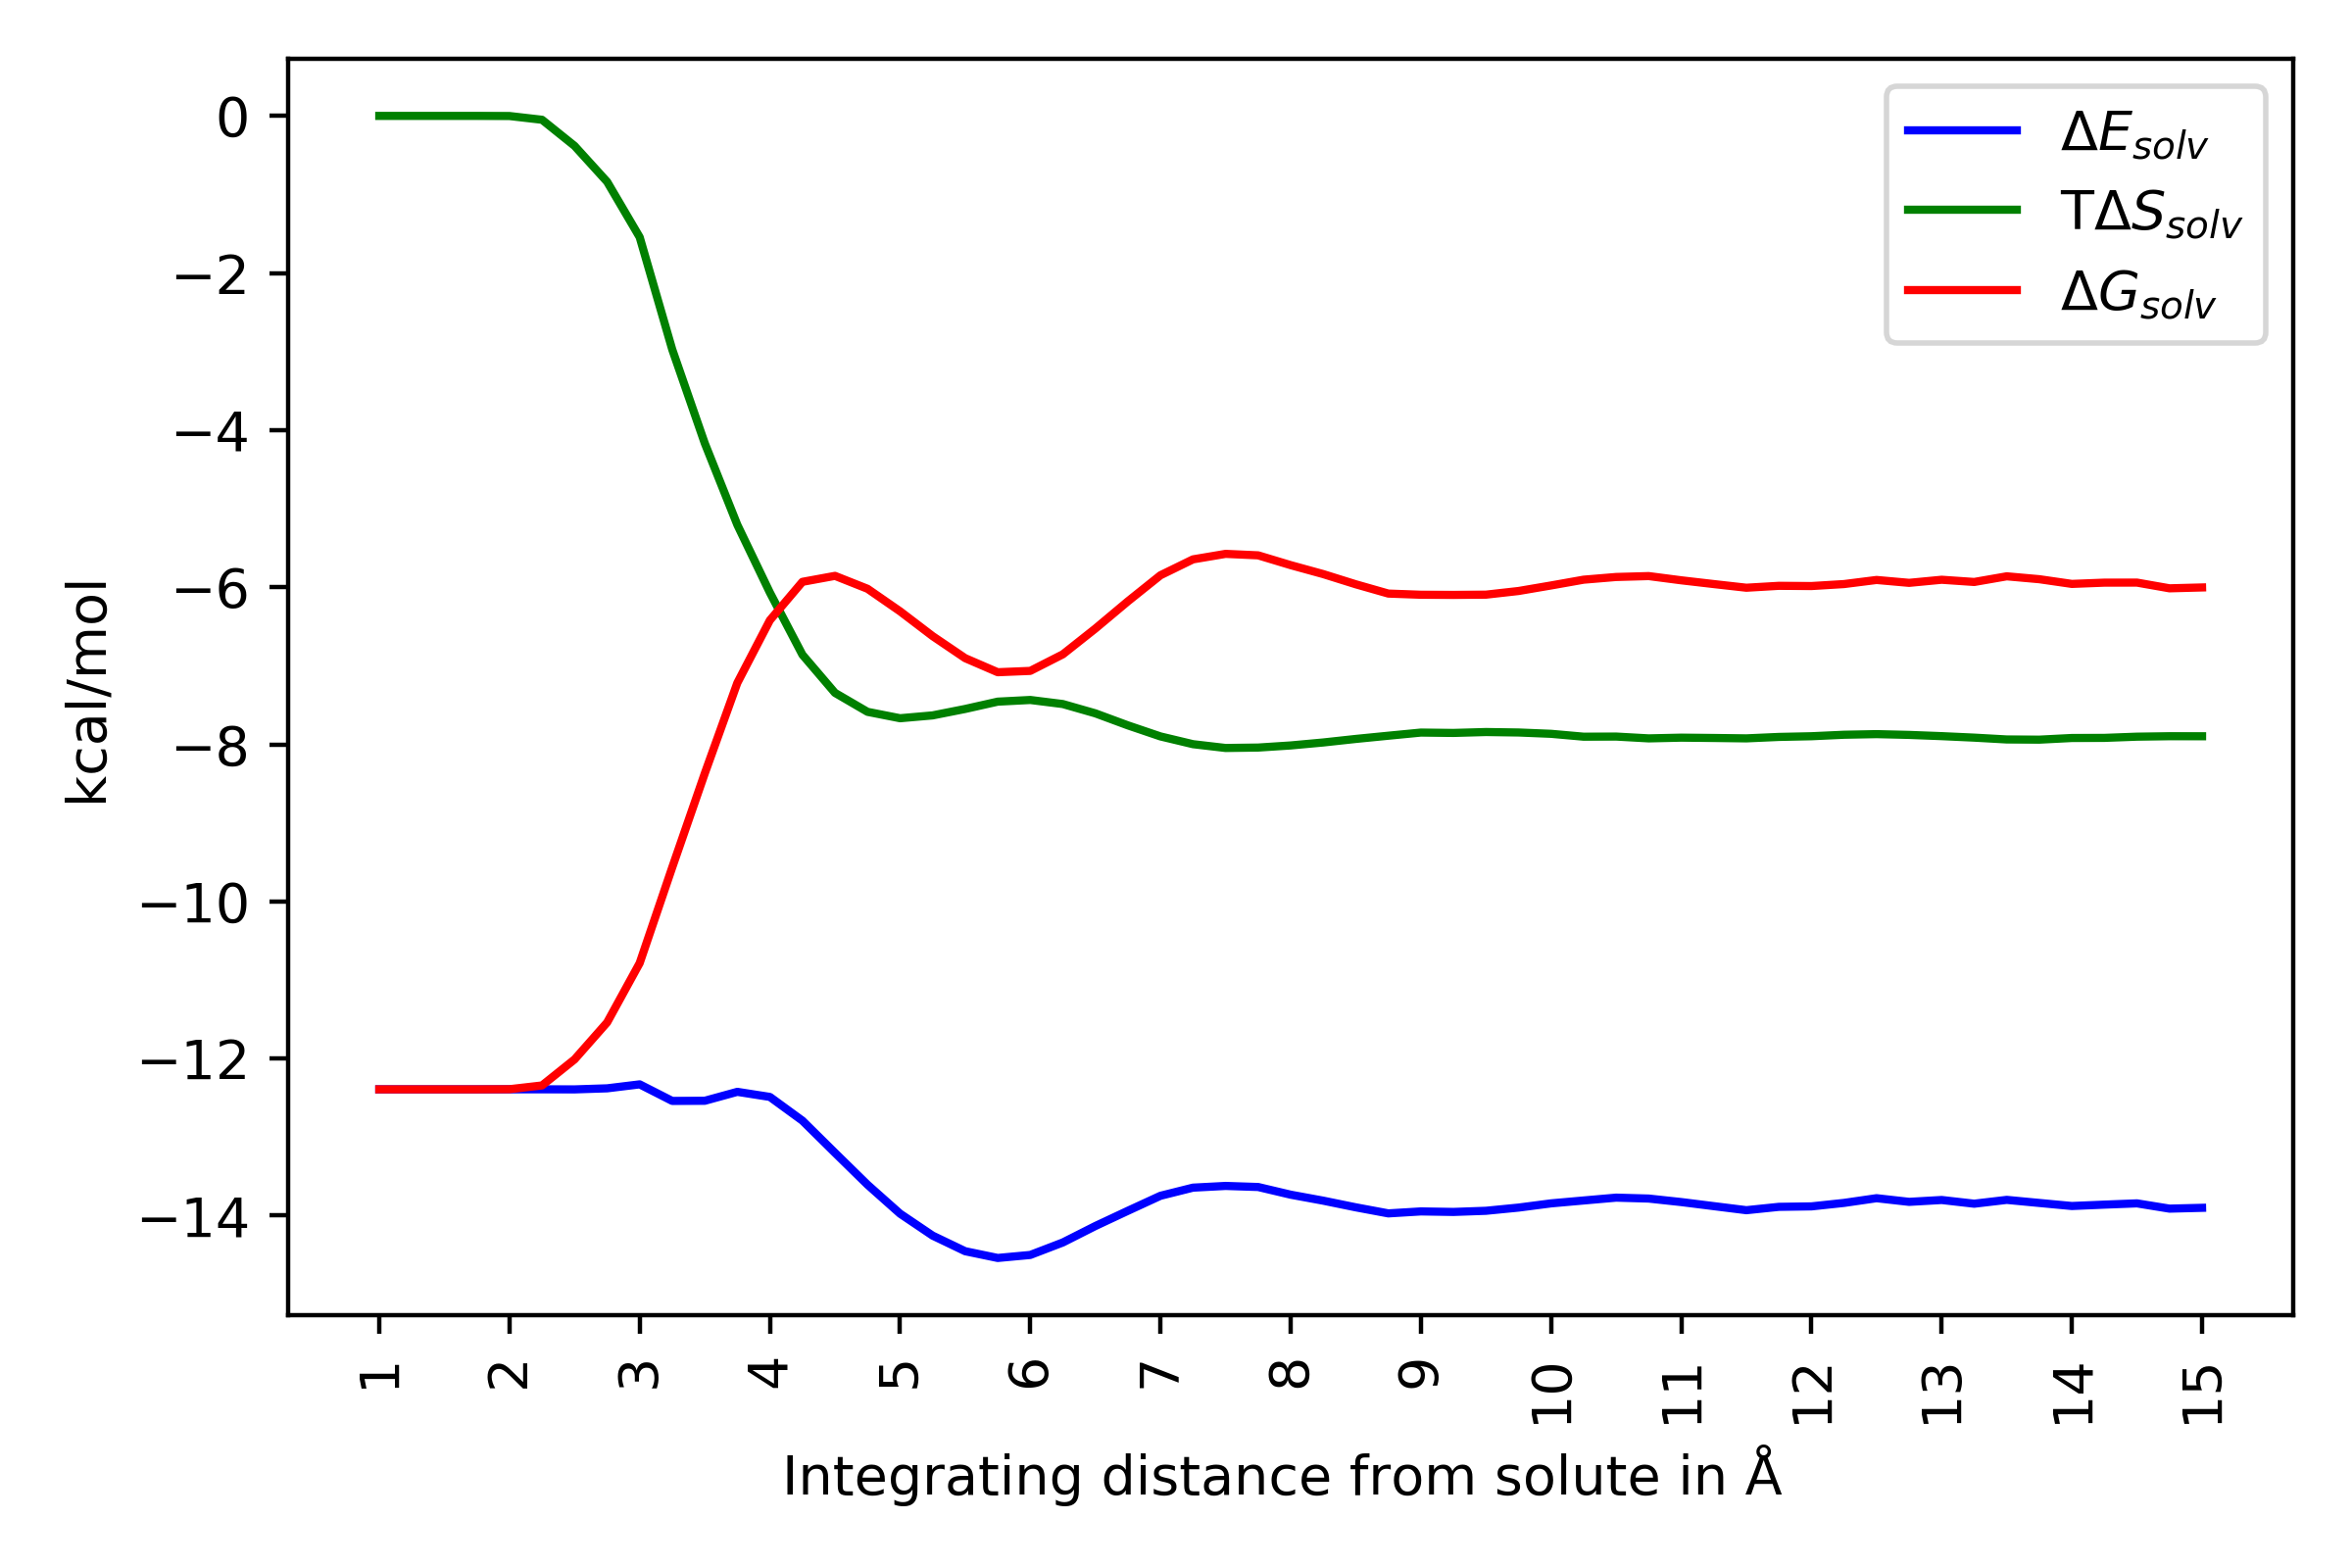 ΔE_solv
TΔS_solv
ΔG_solv
0
−2
−4
−6
−8
−10
−12
−14
kcal/mol
1 2 3 4 5 6 7 8 9 10 11 12 13 14 15
Integrating distance from solute in Å